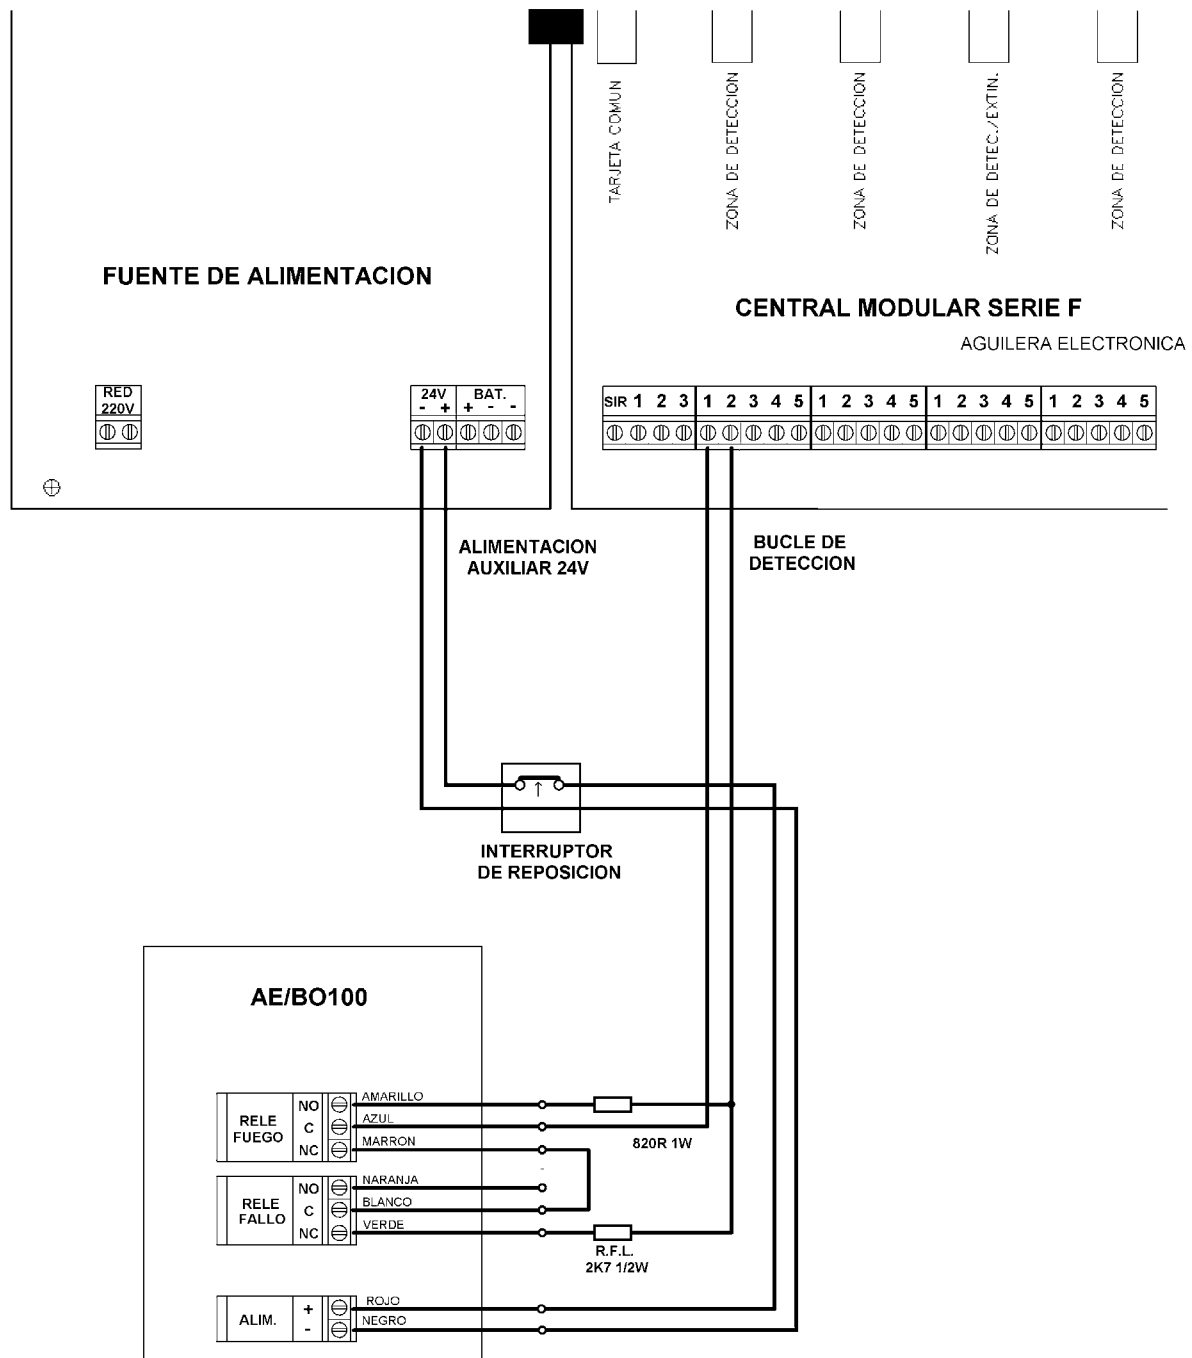 TARJETA COMUN
ZONA DE DETECCION
ZONA DE DETECCION
ZONA DE DETEC./EXTIN.
ZONA DE DETECCION
FUENTE DE ALIMENTACION
CENTRAL MODULAR SERIE F
AGUILERA ELECTRONICA
RED
220V
24V BAT.
- + + - -
SIR 1 2 3 1 2 3 4 5 1 2 3 4 5 1 2 3 4 5 1 2 3 4 5
ALIMENTACION
AUXILIAR 24V
BUCLE DE
DETECCION
INTERRUPTOR
DE REPOSICION
AE/BO100
RELE
FUEGO
NO AMARILLO
C AZUL
NC MARRON
820R 1W
RELE
FALLO
NO NARANJA
C BLANCO
NC VERDE
R.F.L.
2K7 1/2W
ALIM.
+ ROJO
- NEGRO